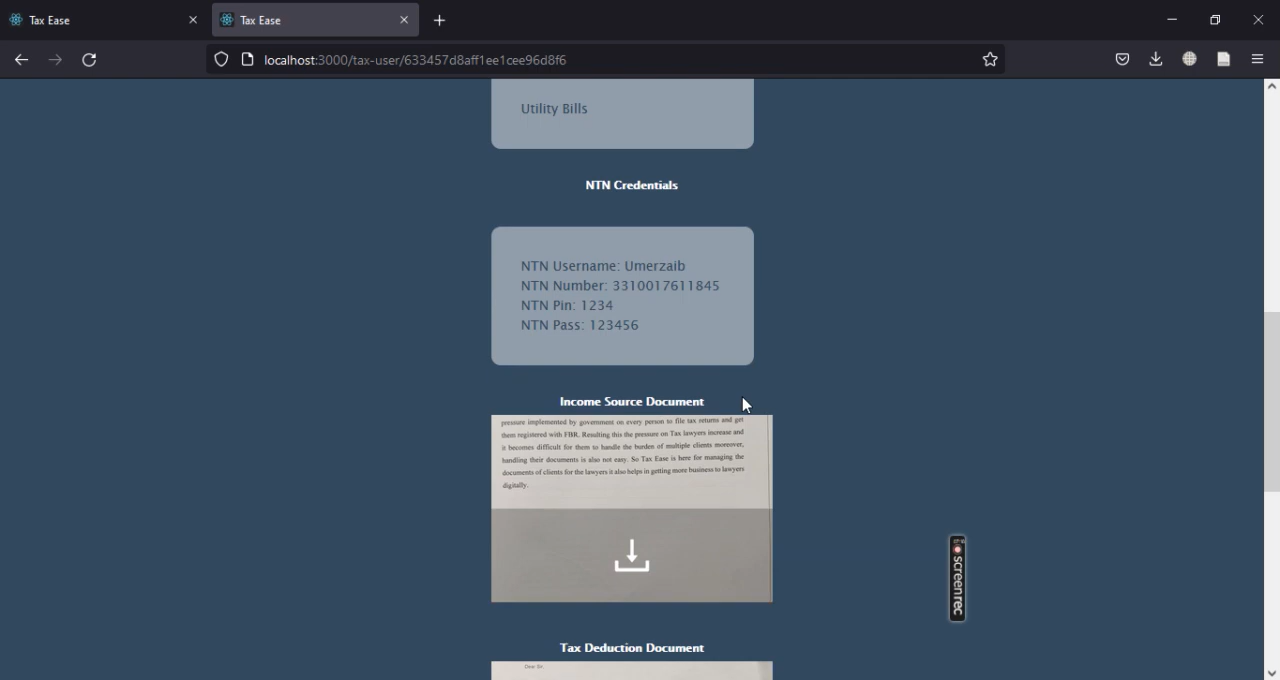 Tax Ease
Tax Ease
localhost:3000/tax-user/633457d8aff1ee1cee96d8f6
Utility Bills
NTN Credentials
NTN Username: Umerzaib
NTN Number: 3310017611845
NTN Pin: 1234
NTN Pass: 123456
Income Source Document
pressure implemented by government on every person to file tax returns and get
them registered with FBR. Resulting this the pressure on Tax lawyers increase and
it becomes difficult for them to handle the burden of multiple clients moreover,
handling their documents is also not easy. So Tax Ease is here for managing the
documents of clients for the lawyers it also helps in getting more business to lawyers
digitally.
screenrec
Tax Deduction Document
Dear Sir,